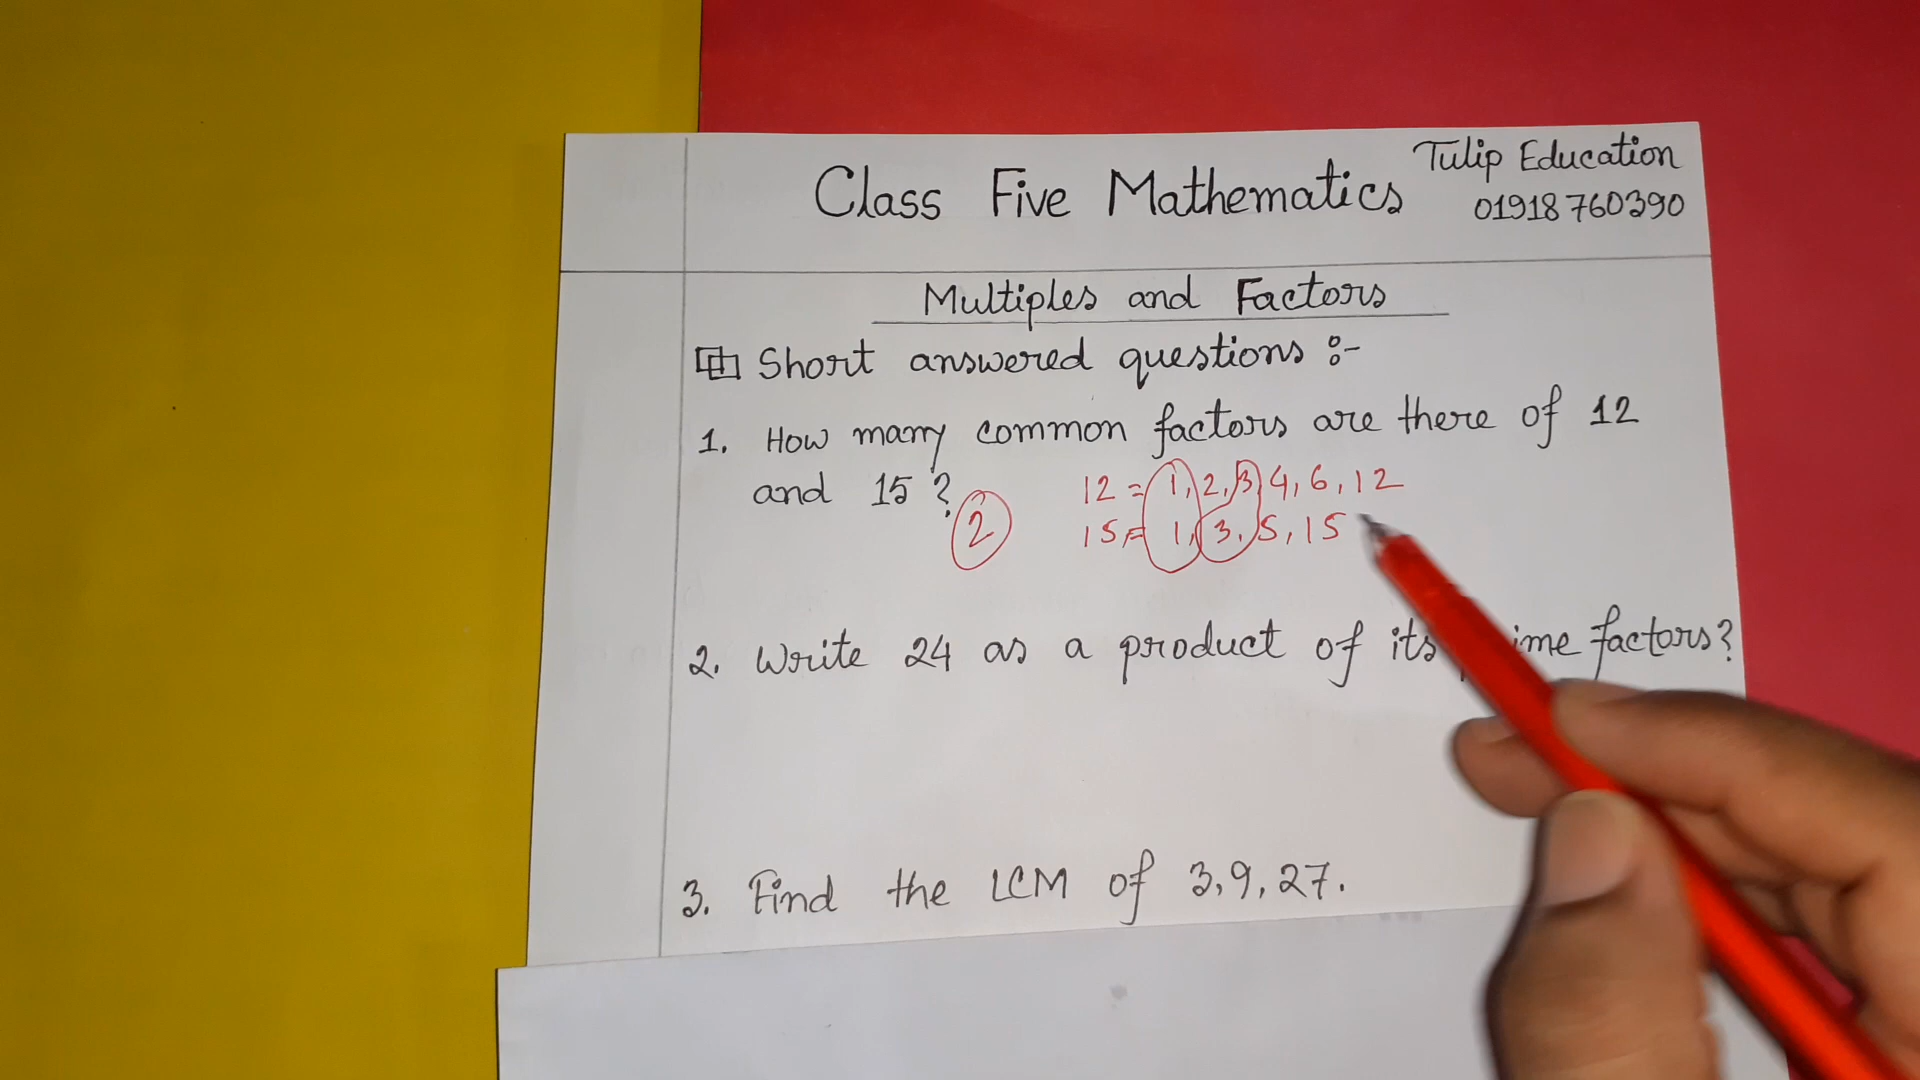 Class Five Mathematics
Tulip Education
01918760390
Multiples and Factors
Short answered questions :-
1. How many common factors are there of 12
and 15?
2
12 = 1, 2, 3, 4, 6, 12
15 = 1, 3, 5, 15
2. Write 24 as a product of its factors?
3. Find the LCM of 3, 9, 27.